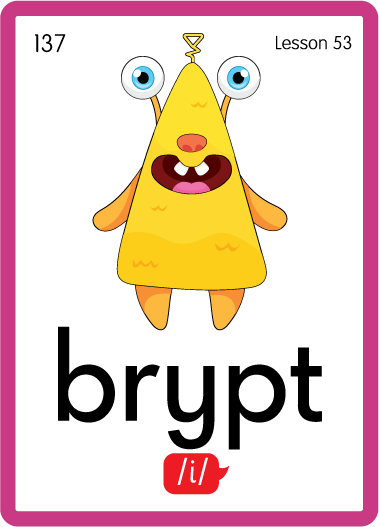 137
Lesson 53
brypt
/i/